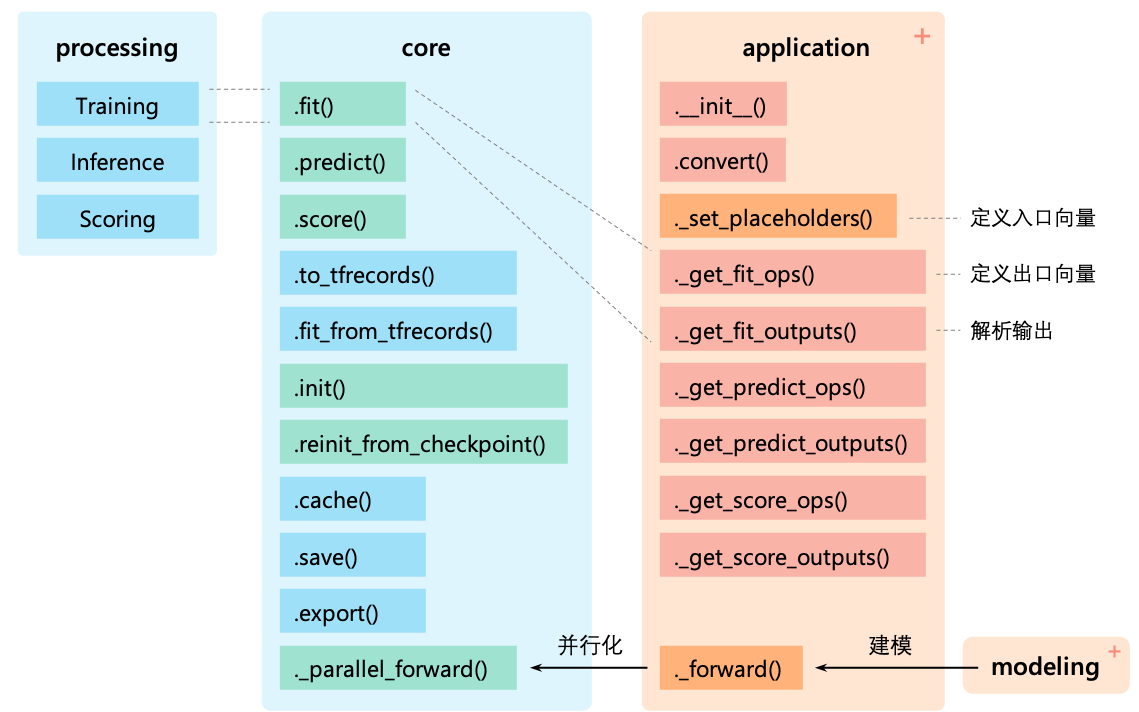 processing
Training
Inference
Scoring
core
.fit()
.predict()
.score()
.to_tfrecords()
.fit_from_tfrecords()
.init()
.reinit_from_checkpoint()
.cache()
.save()
.export()
._parallel_forward()
application
+
.__init__()
.convert()
._set_placeholders()
._get_fit_ops()
._get_fit_outputs()
._get_predict_ops()
._get_predict_outputs()
._get_score_ops()
._get_score_outputs()
._forward()
定义入口向量
定义出口向量
解析输出
并行化
建模
modeling
+